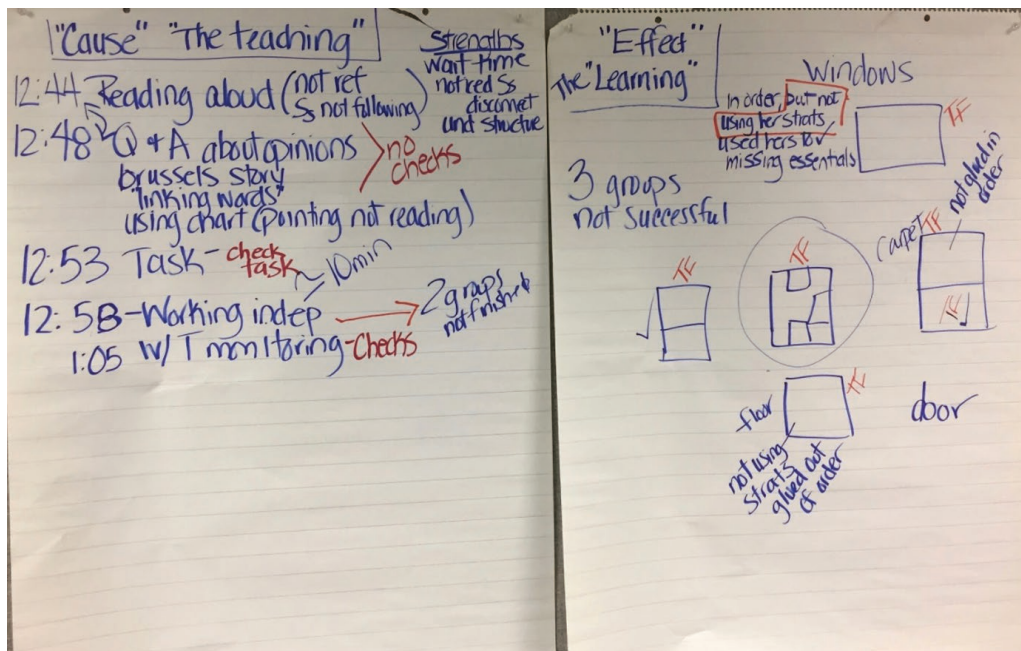 "Cause" "The teaching"
Strengths
wait time
noticed Ss
disconnect
and structure
12:44 Reading aloud (not ref
Ss not following)
12:48 Q + A about opinions
brussels story
"linking words"
using chart (pointing not reading)
no
checks
12:53 Task - check
task
~10min
12:58 - Working indep
2 groups
not finished
1:05 w/ T monitoring - checks
"Effect"
The "Learning"
Windows
In order, but not
using her strats
used hers
missing essentials
TF
3 groups
not successful
TF
TF
carpet
TF
not glued in
order
TF
floor
TF
not using
strats
glued out
of order
door